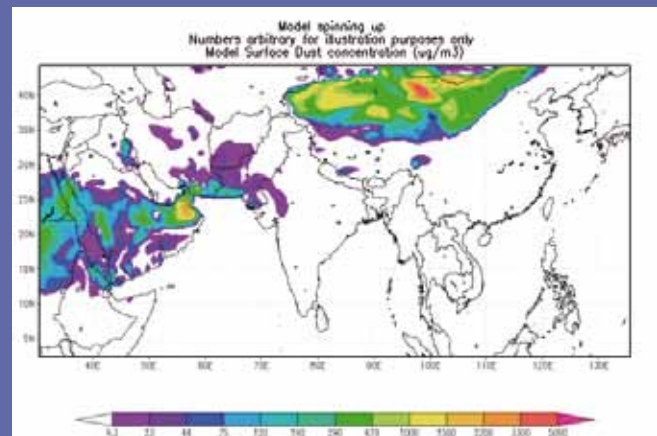 Model spinning up
Numbers arbitrary for illustration purposes only
Model Surface Dust concentration (ug/m3)
40N
35N
30N
25N
20N
15N
10N
5N
40E 50E 60E 70E 80E 90E 100E 110E 120E 130E